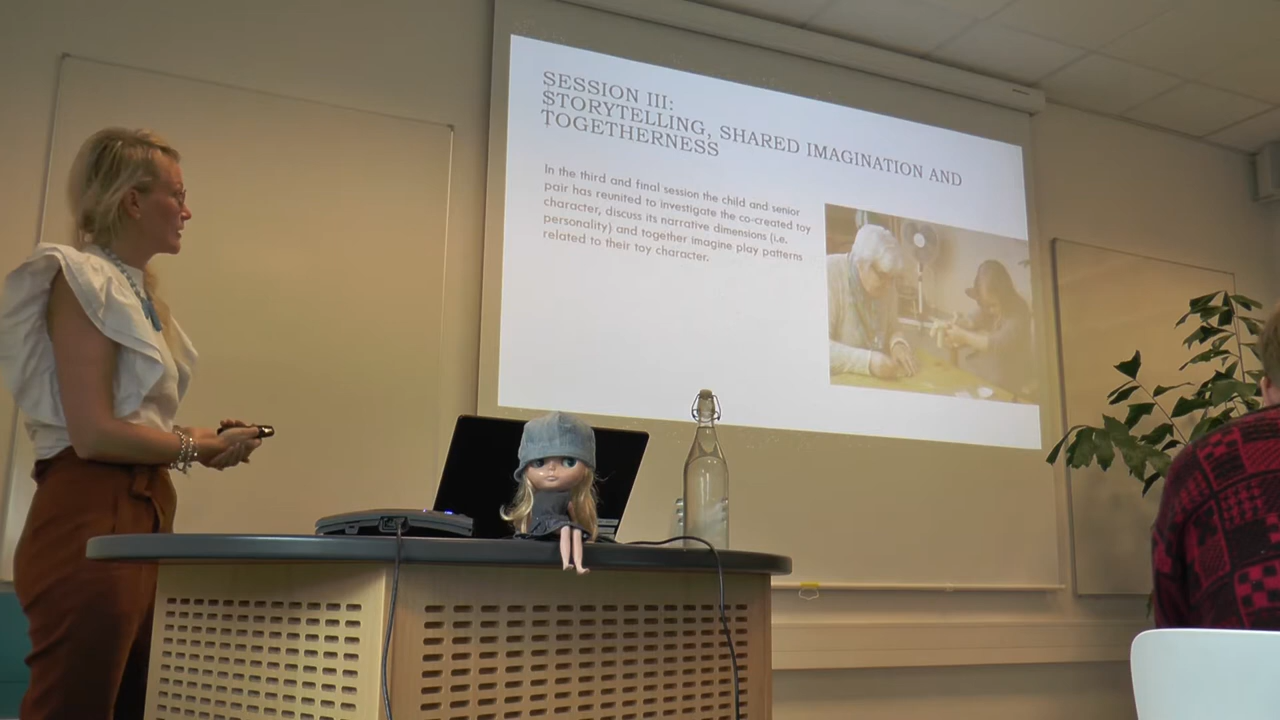 SESSION III:
STORYTELLING, SHARED IMAGINATION AND
TOGETHERNESS
In the third and final session the child and senior
pair has reunited to investigate the co-created toy
character, discuss its narrative dimensions (i.e.
personality) and together imagine play patterns
related to their toy character.